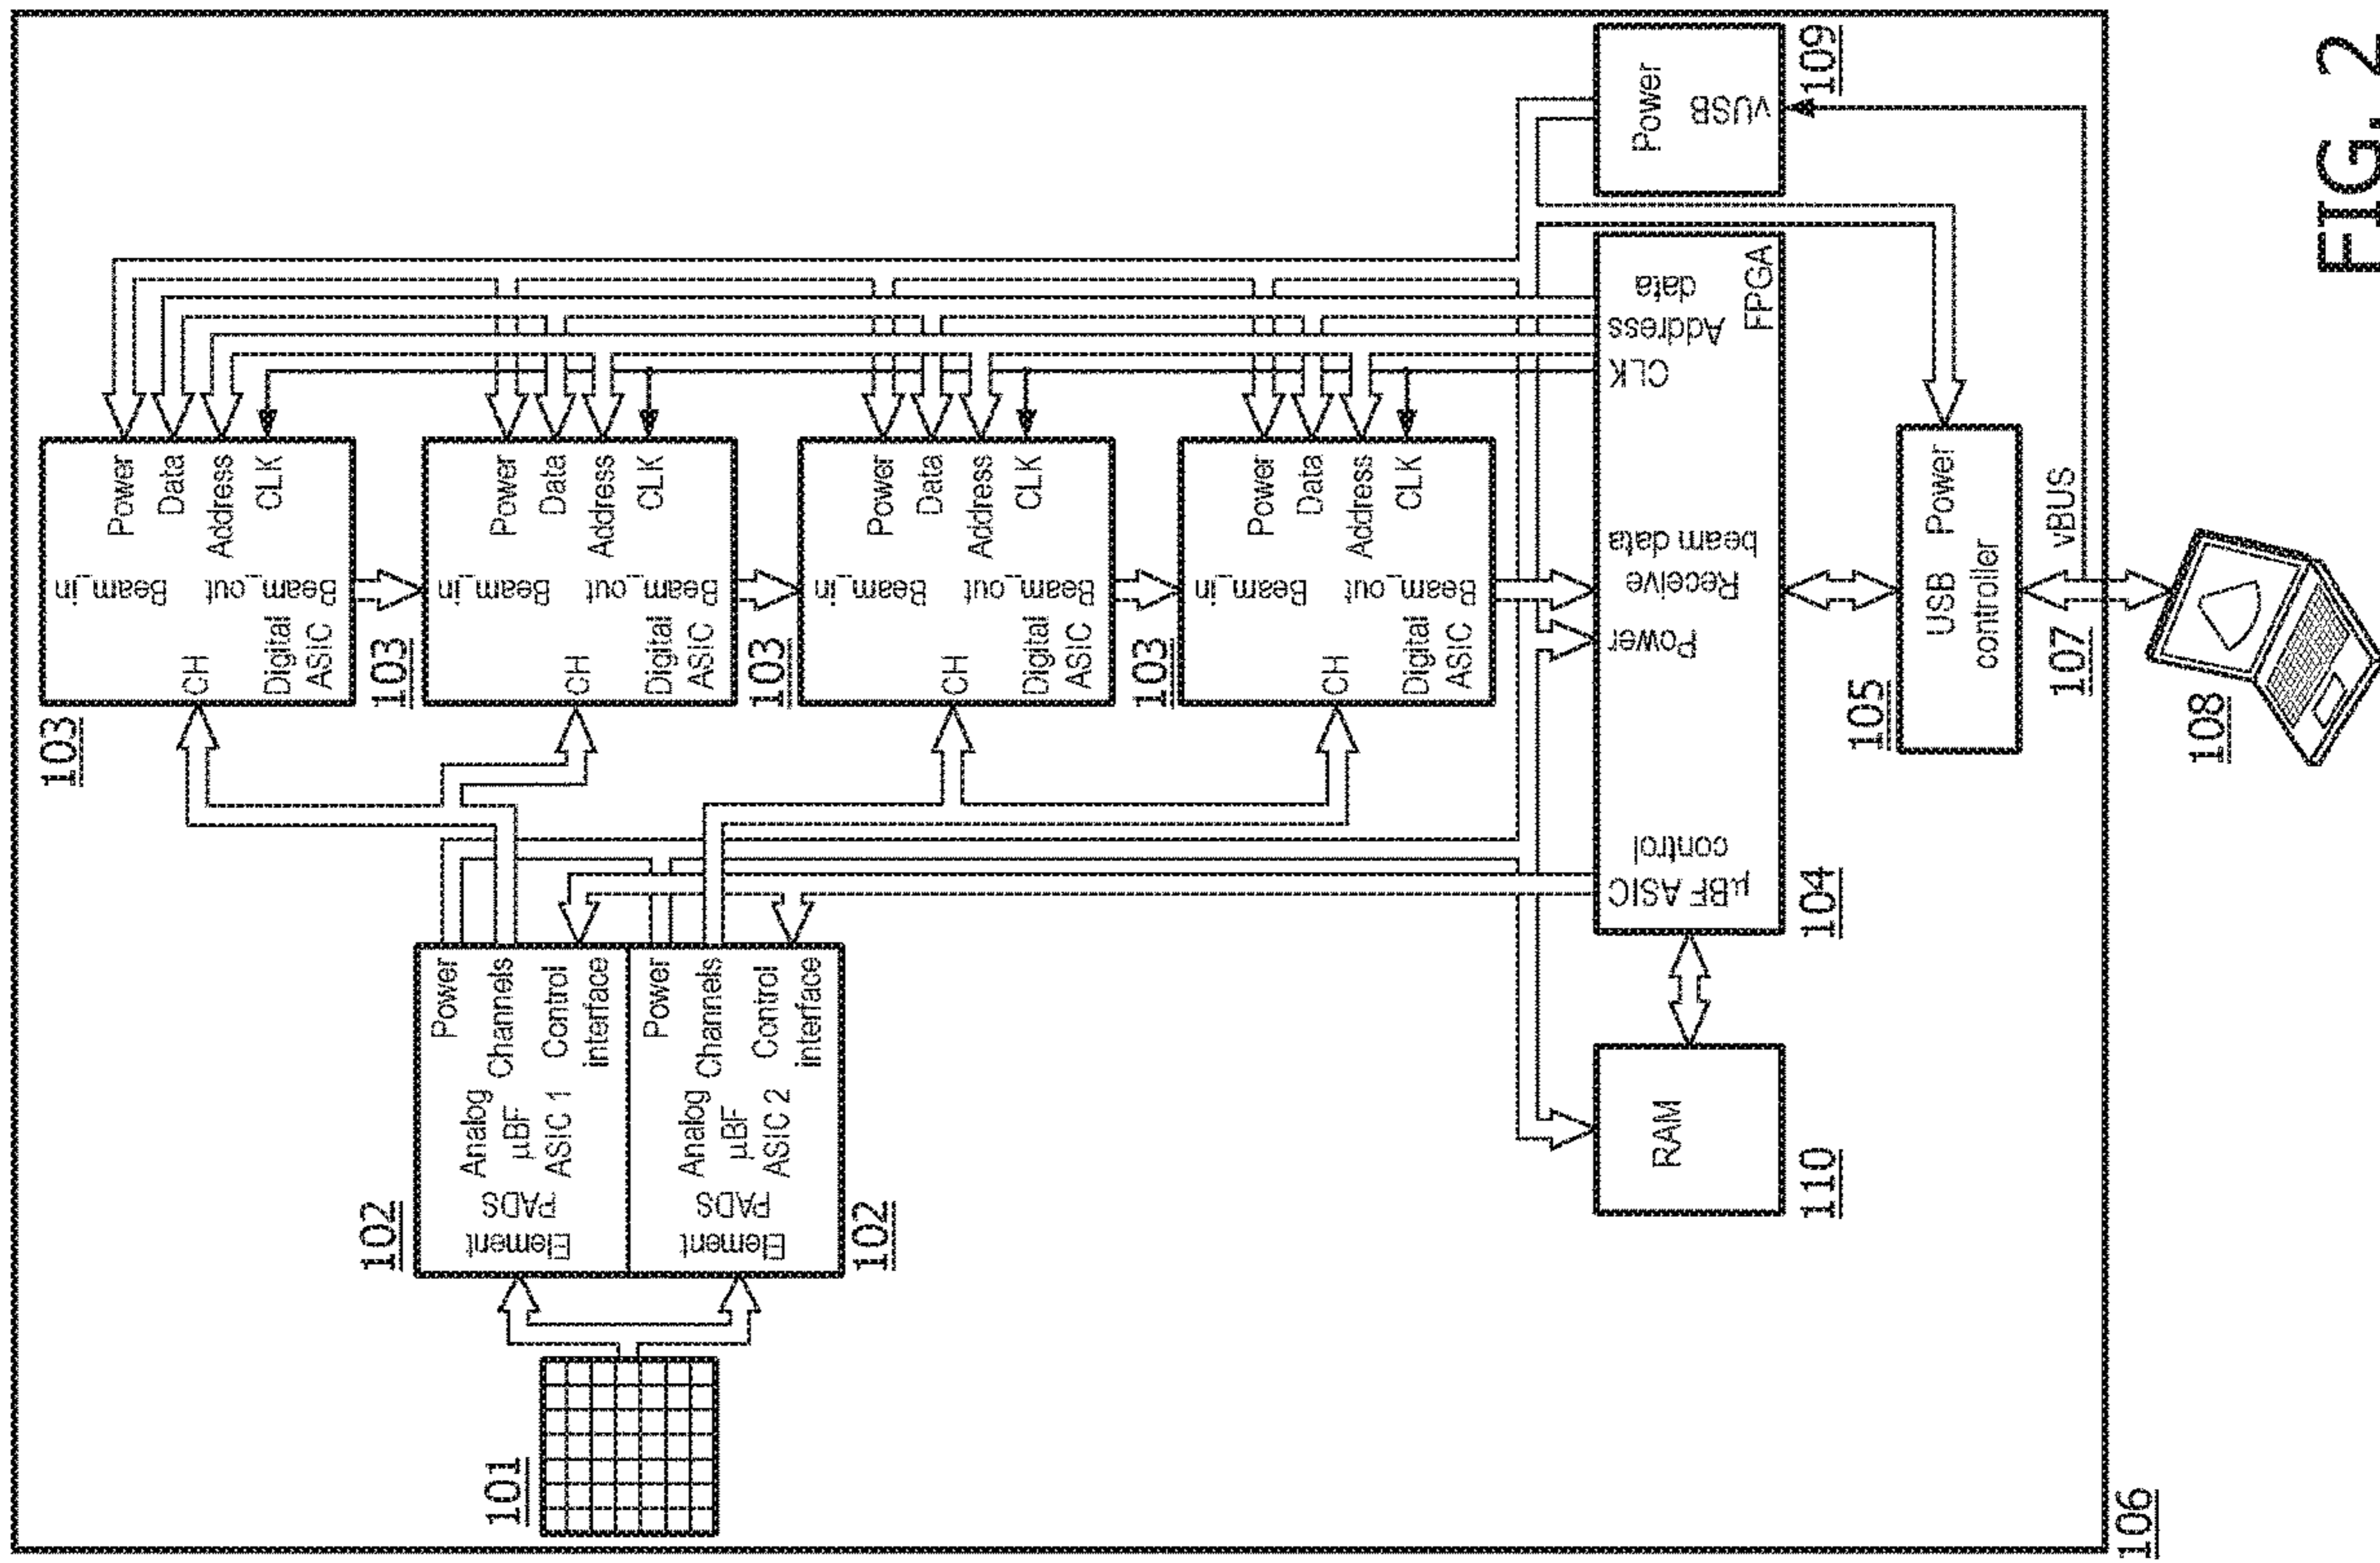 101
102
Element
PADS
Analog
µBF
ASIC 1
Power
Channels
Control
interface
102
Element
PADS
Analog
µBF
ASIC 2
Power
Channels
Control
interface
103
CH
Digital
ASIC
Beam_in
Beam_out
Power
Data
Address
CLK
103
CH
Digital
ASIC
Beam_in
Beam_out
Power
Data
Address
CLK
103
CH
Digital
ASIC
Beam_in
Beam_out
Power
Data
Address
CLK
103
CH
Digital
ASIC
Beam_in
Beam_out
Power
Data
Address
CLK
110
RAM
104
µBF ASIC
control
Power
Receive
beam data
CLK
Address
data
FPGA
109
Power
vUSB
105
USB
controller
Power
107
vBUS
108
106
FIG. 2